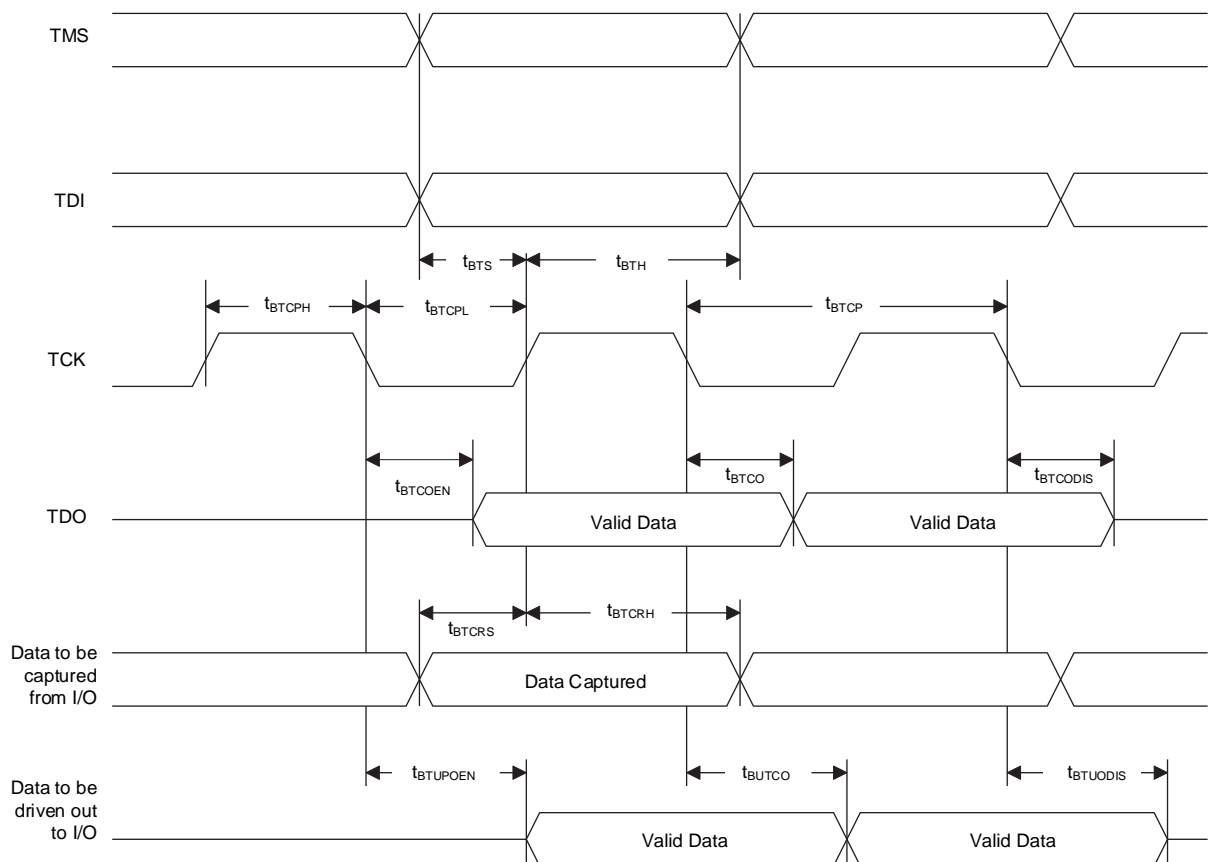 TMS
TDI
tBTS
tBTH
tBTCPH
tBTCPL
tBTCP
TCK
tBTCOEN
tBTCO
tBTCODIS
TDO
Valid Data
Valid Data
tBTCRS
tBTCRH
Data to be
captured
from I/O
Data Captured
tBTUPOEN
tBUTCO
tBTUODIS
Data to be
driven out
to I/O
Valid Data
Valid Data